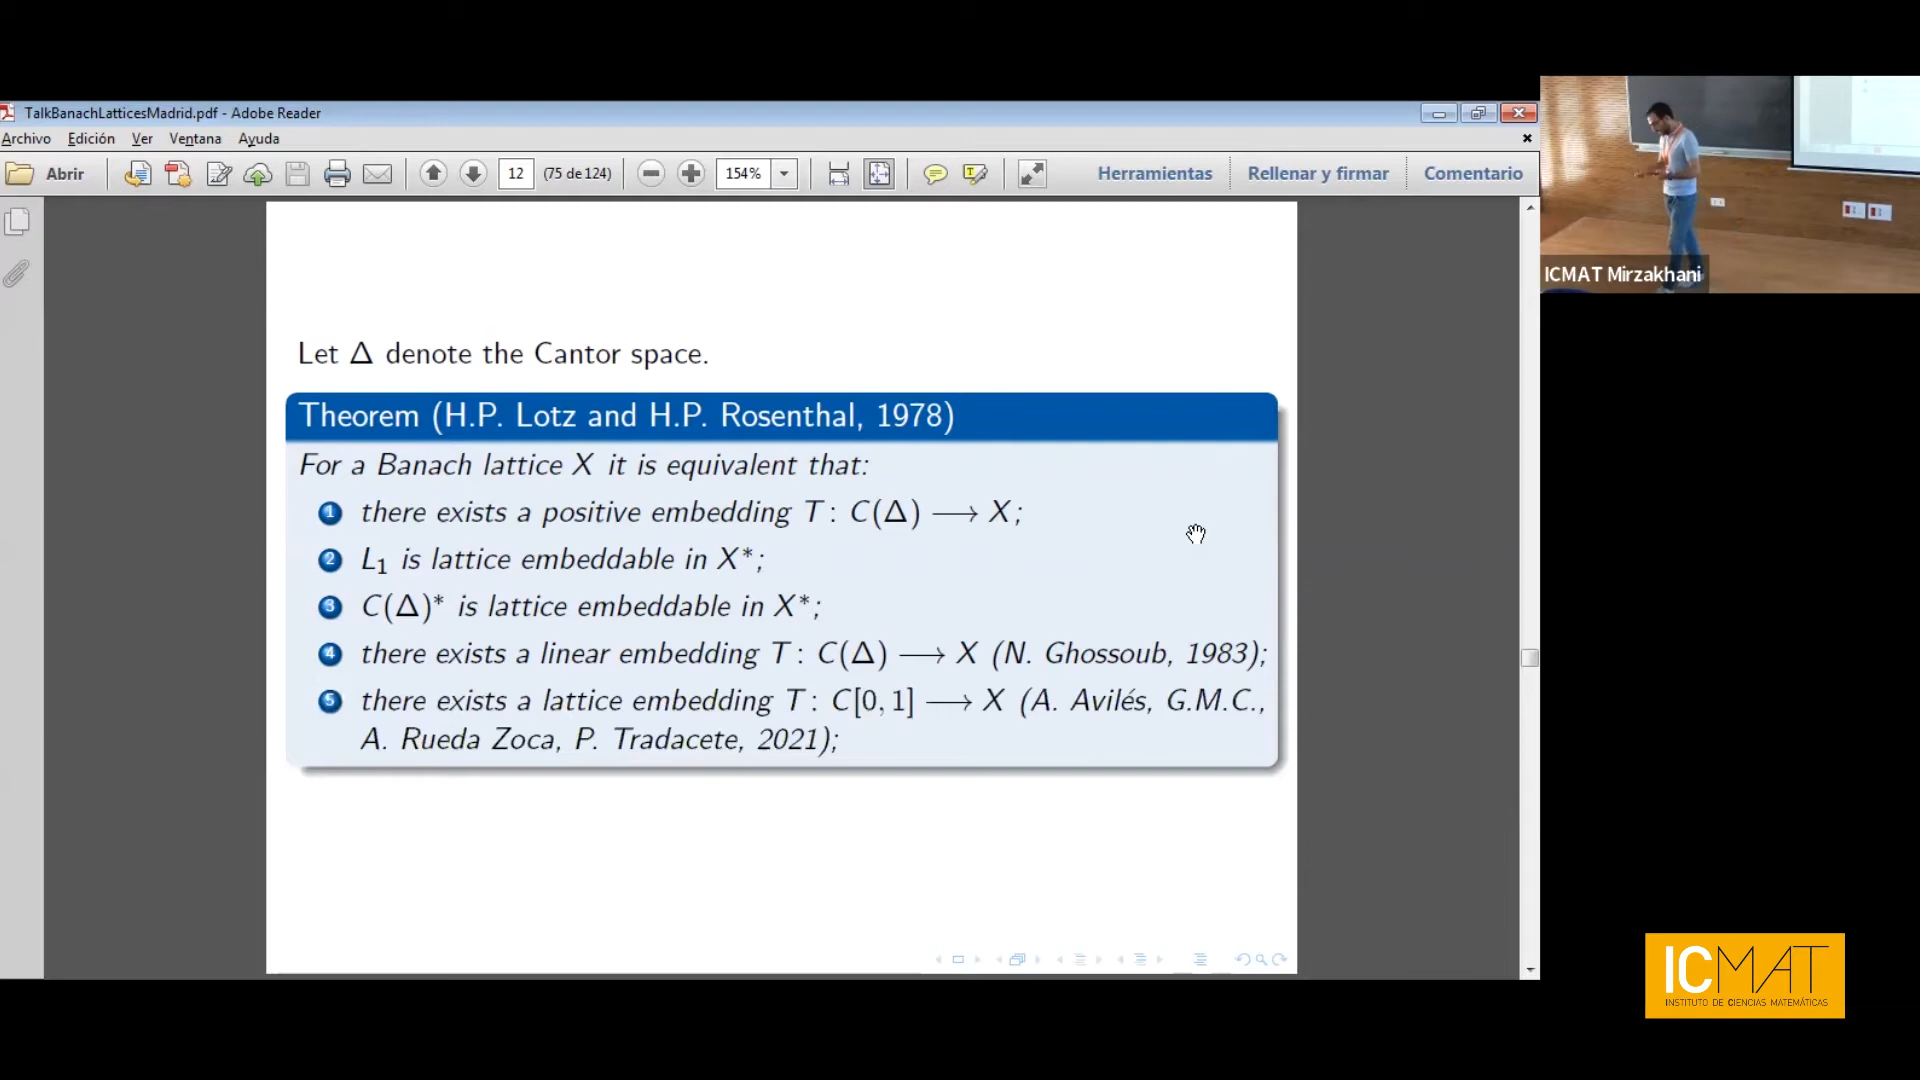 TalkBanachLatticesMadrid.pdf - Adobe Reader
Archivo Edición Ver Ventana Ayuda
Abrir 12 (75 de 124) 154% Herramientas Rellenar y firmar Comentario
ICMAT Mirzakhani
Let Δ denote the Cantor space.
Theorem (H.P. Lotz and H.P. Rosenthal, 1978)
For a Banach lattice X it is equivalent that:
1 there exists a positive embedding T: C(Δ) ⟶ X;
2 L₁ is lattice embeddable in X*;
3 C(Δ)* is lattice embeddable in X*;
4 there exists a linear embedding T: C(Δ) ⟶ X (N. Ghossoub, 1983);
5 there exists a lattice embedding T: C[0, 1] ⟶ X (A. Avilés, G.M.C.,
A. Rueda Zoca, P. Tradacete, 2021);
ICMAT
INSTITUTO DE CIENCIAS MATEMÁTICAS